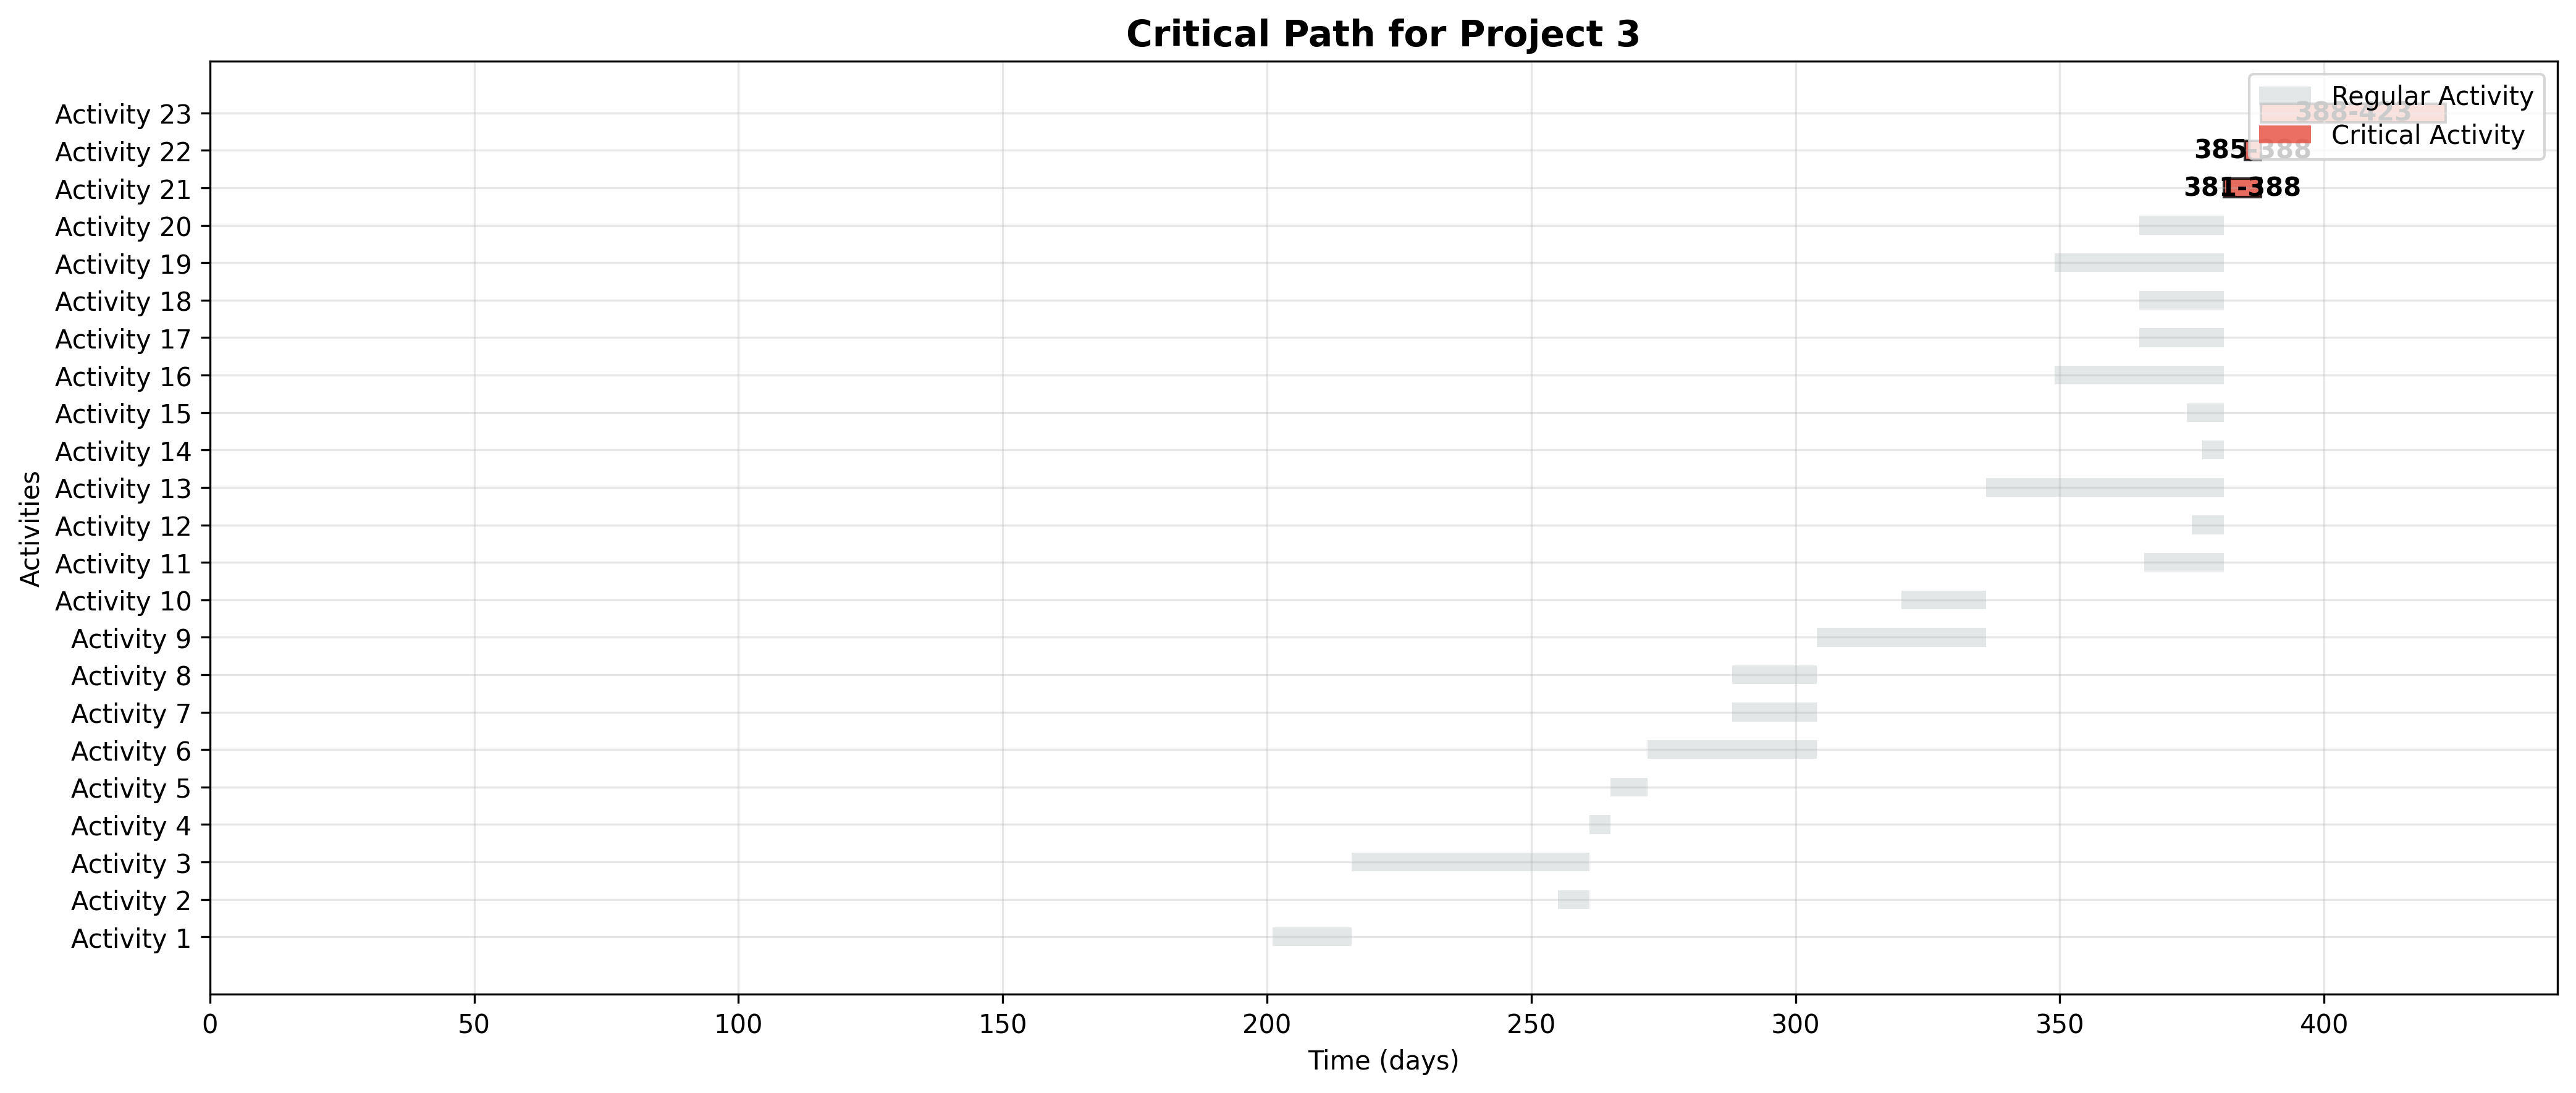 Critical Path for Project 3
Regular Activity
Critical Activity
Activity 23
388-423
Activity 22
385-388
Activity 21
381-388
Activity 20
Activity 19
Activity 18
Activity 17
Activity 16
Activity 15
Activity 14
Activity 13
Activity 12
Activity 11
Activity 10
Activity 9
Activity 8
Activity 7
Activity 6
Activity 5
Activity 4
Activity 3
Activity 2
Activity 1
Activities
0 50 100 150 200 250 300 350 400
Time (days)